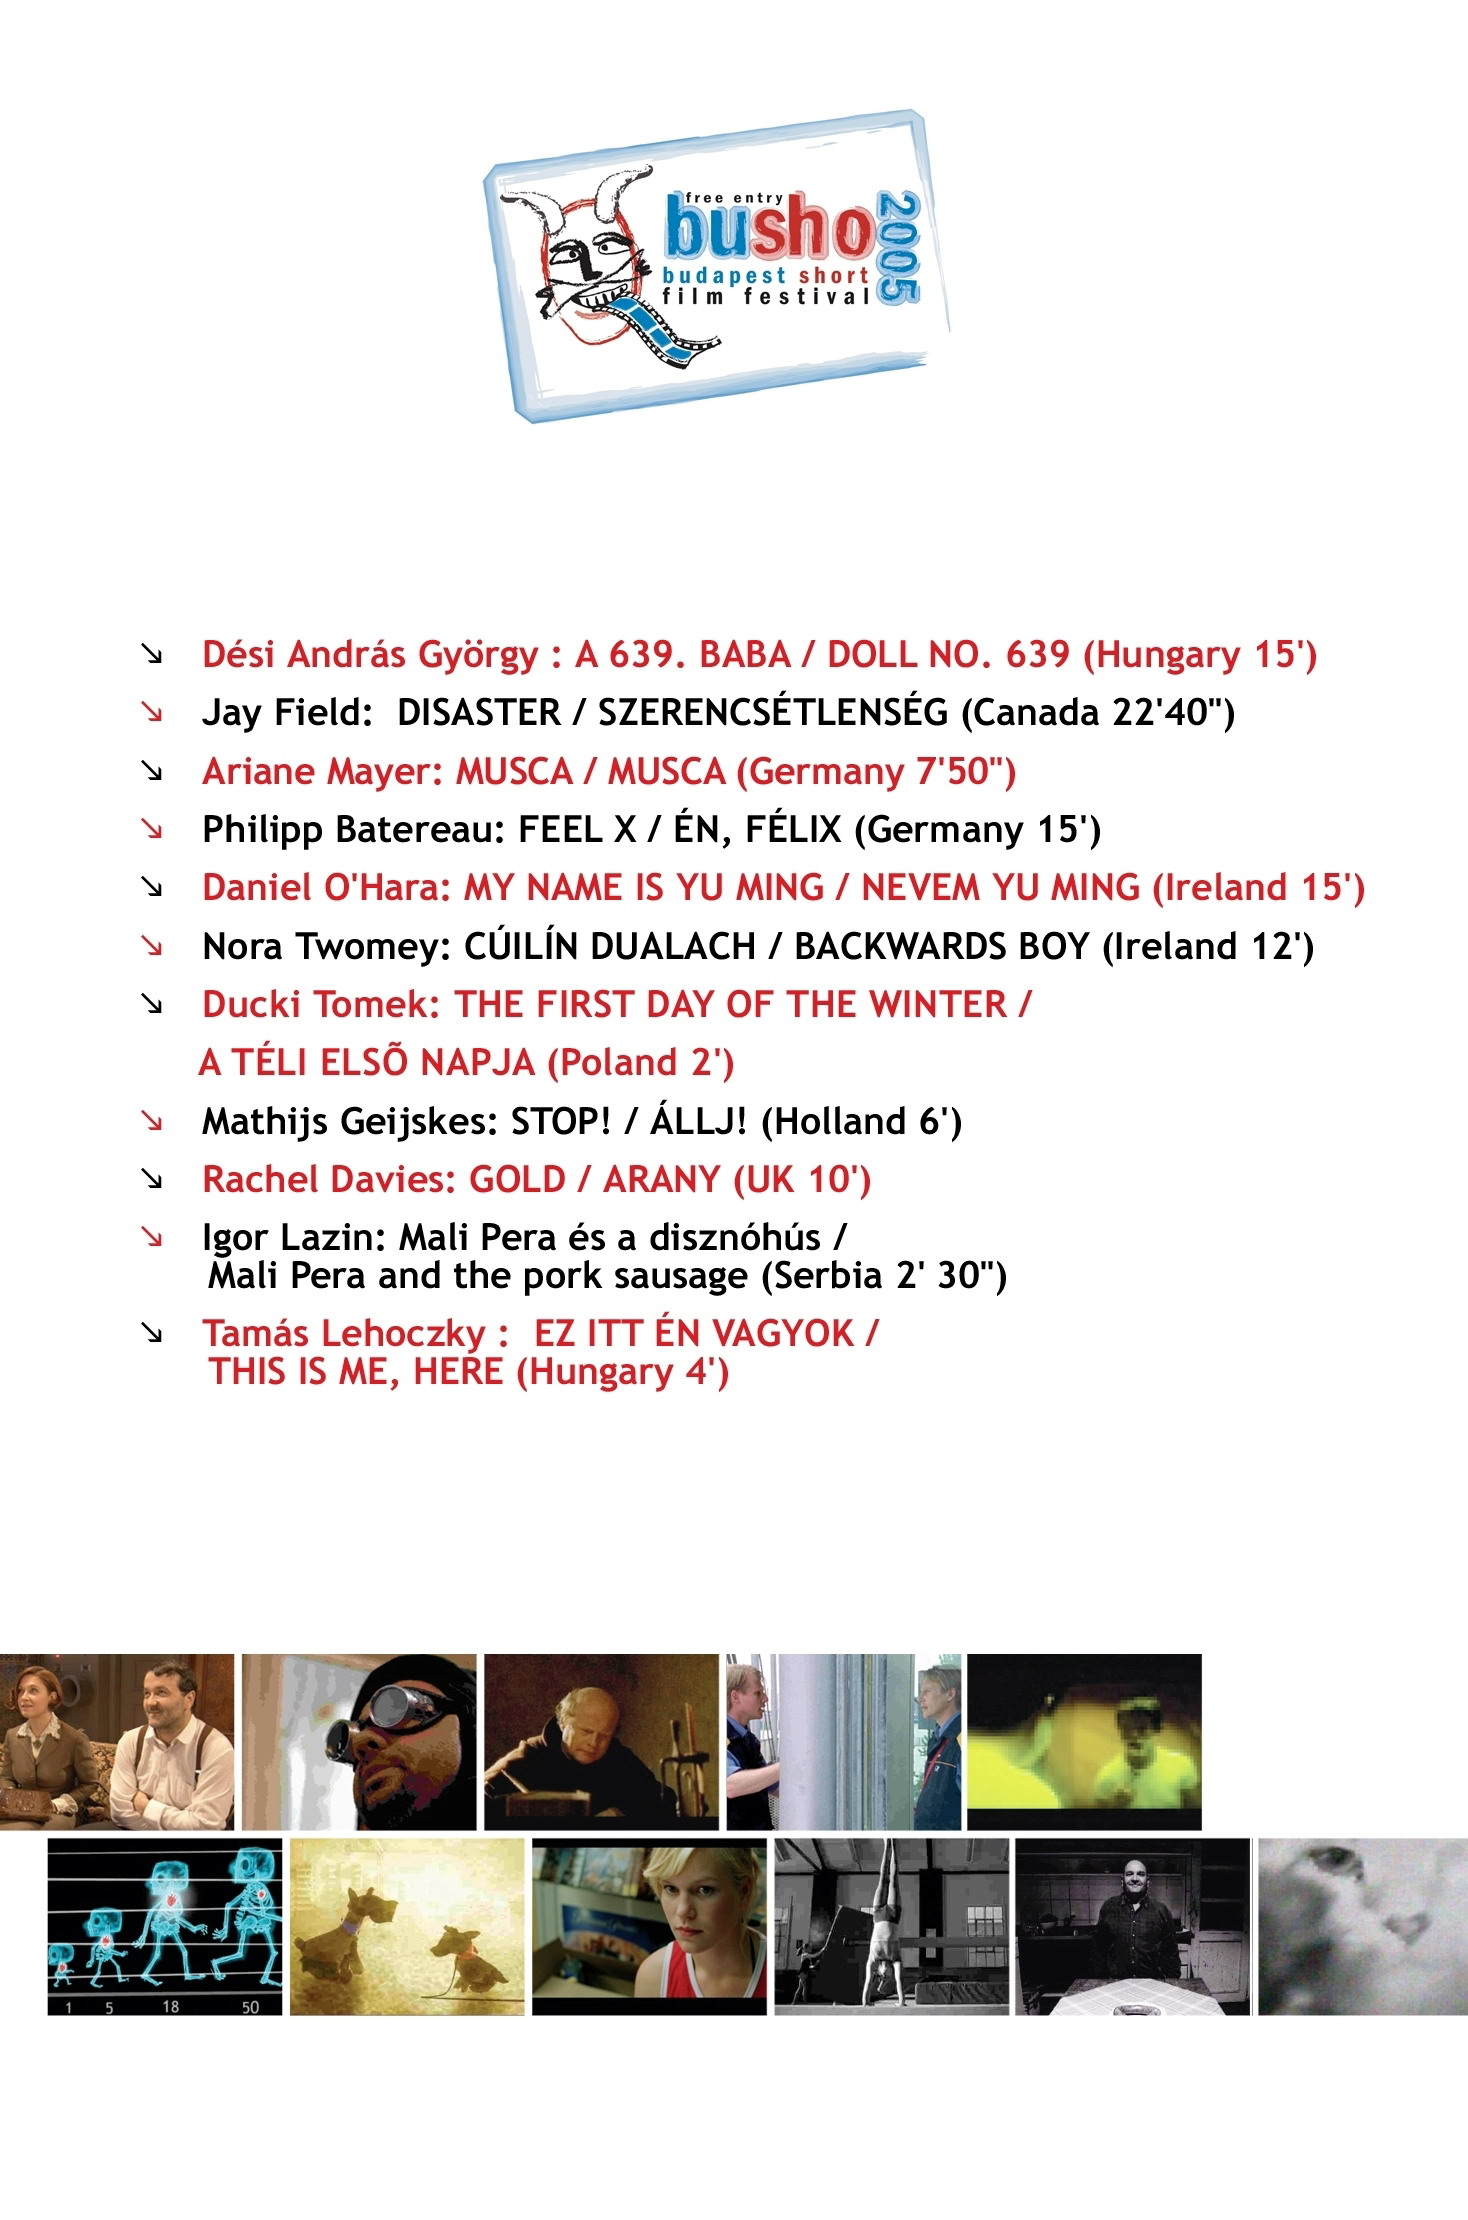 free entry
busho
2005
budapest short
film festival
↘ Dési András György : A 639. BABA / DOLL NO. 639 (Hungary 15')
↘ Jay Field:  DISASTER / SZERENCSÉTLENSÉG (Canada 22'40")
↘ Ariane Mayer: MUSCA / MUSCA (Germany 7'50")
↘ Philipp Batereau: FEEL X / ÉN, FÉLIX (Germany 15')
↘ Daniel O'Hara: MY NAME IS YU MING / NEVEM YU MING (Ireland 15')
↘ Nora Twomey: CÚILÍN DUALACH / BACKWARDS BOY (Ireland 12')
↘ Ducki Tomek: THE FIRST DAY OF THE WINTER /
A TÉLI ELSÕ NAPJA (Poland 2')
↘ Mathijs Geijskes: STOP! / ÁLLJ! (Holland 6')
↘ Rachel Davies: GOLD / ARANY (UK 10')
↘ Igor Lazin: Mali Pera és a disznóhús /
Mali Pera and the pork sausage (Serbia 2' 30")
↘ Tamás Lehoczky :  EZ ITT ÉN VAGYOK /
THIS IS ME, HERE (Hungary 4')
1 5 18 50